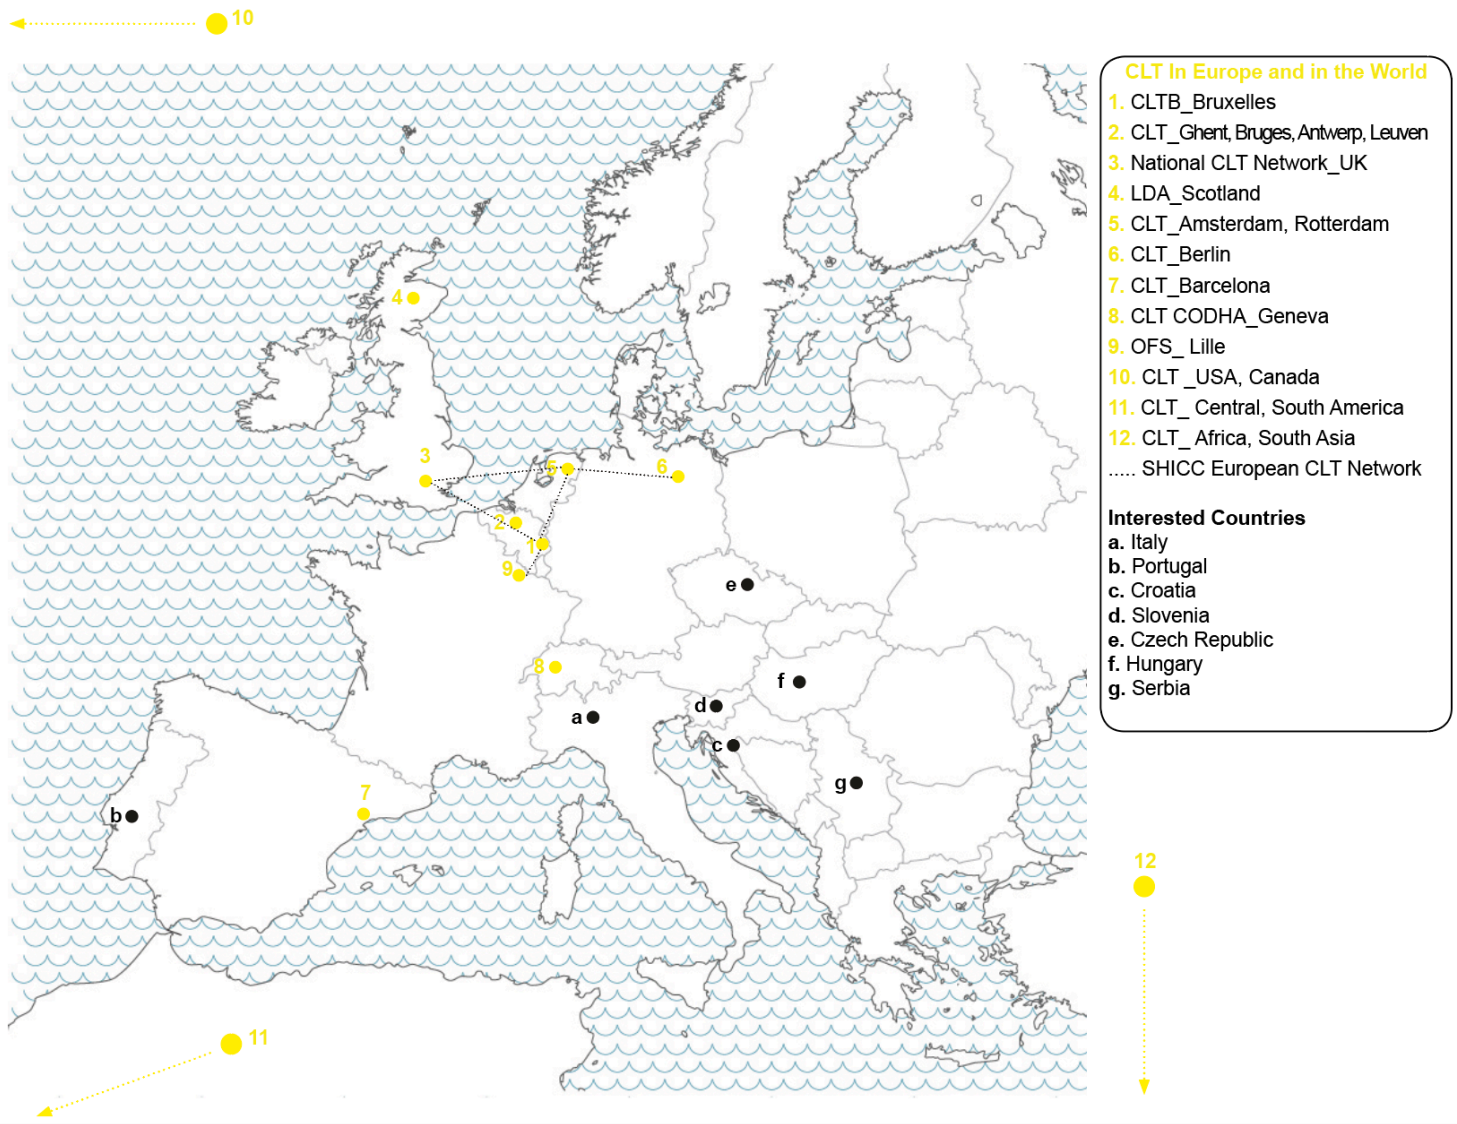 10
4
3
5
6
2
1
9
8
7
e
f
d
a
c
g
b
12
11
CLT In Europe and in the World
1. CLTB_Bruxelles
2. CLT_Ghent, Bruges, Antwerp, Leuven
3. National CLT Network_UK
4. LDA_Scotland
5. CLT_Amsterdam, Rotterdam
6. CLT_Berlin
7. CLT_Barcelona
8. CLT CODHA_Geneva
9. OFS_ Lille
10. CLT _USA, Canada
11. CLT_ Central, South America
12. CLT_ Africa, South Asia
..... SHICC European CLT Network
Interested Countries
a. Italy
b. Portugal
c. Croatia
d. Slovenia
e. Czech Republic
f. Hungary
g. Serbia